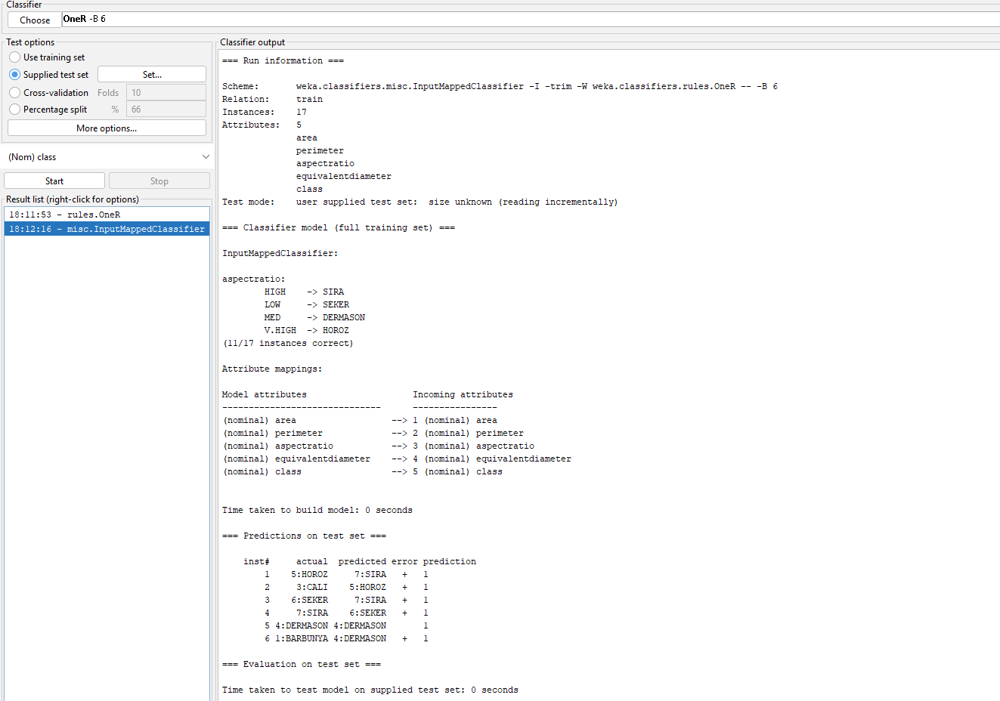 Classifier
Choose OneR -B 6
Test options
Use training set
Supplied test set Set...
Cross-validation Folds 10
Percentage split % 66
More options...
(Nom) class
Start Stop
Result list (right-click for options)
18:11:53 - rules.OneR
18:12:16 - misc.InputMappedClassifier
Classifier output
=== Run information ===
Scheme: weka.classifiers.misc.InputMappedClassifier -I -trim -W weka.classifiers.rules.OneR -- -B 6
Relation: train
Instances: 17
Attributes: 5
area
perimeter
aspectratio
equivalentdiameter
class
Test mode: user supplied test set: size unknown (reading incrementally)
=== Classifier model (full training set) ===
InputMappedClassifier:
aspectratio:
HIGH -> SIRA
LOW -> SEKER
MED -> DERMASON
V.HIGH -> HOROZ
(11/17 instances correct)
Attribute mappings:
Model attributes Incoming attributes
------------------------------ ----------------
(nominal) area --> 1 (nominal) area
(nominal) perimeter --> 2 (nominal) perimeter
(nominal) aspectratio --> 3 (nominal) aspectratio
(nominal) equivalentdiameter --> 4 (nominal) equivalentdiameter
(nominal) class --> 5 (nominal) class
Time taken to build model: 0 seconds
=== Predictions on test set ===
inst# actual predicted error prediction
1 5:HOROZ 7:SIRA + 1
2 3:CALI 5:HOROZ + 1
3 6:SEKER 7:SIRA + 1
4 7:SIRA 6:SEKER + 1
5 4:DERMASON 4:DERMASON 1
6 1:BARBUNYA 4:DERMASON + 1
=== Evaluation on test set ===
Time taken to test model on supplied test set: 0 seconds